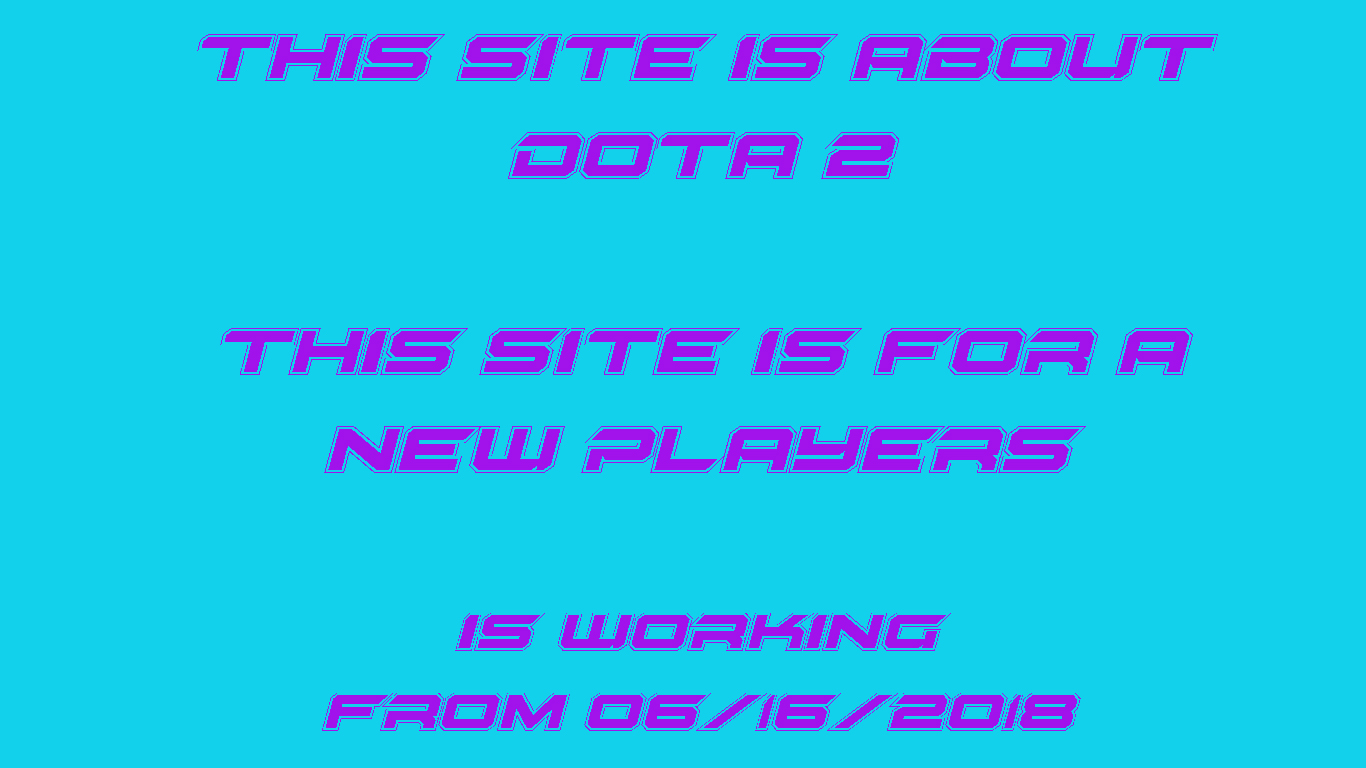 THIS SITE IS ABOUT
DOTA 2
THIS SITE IS FOR A
NEW PLAYERS
IS WORKING
FROM 06/16/2018